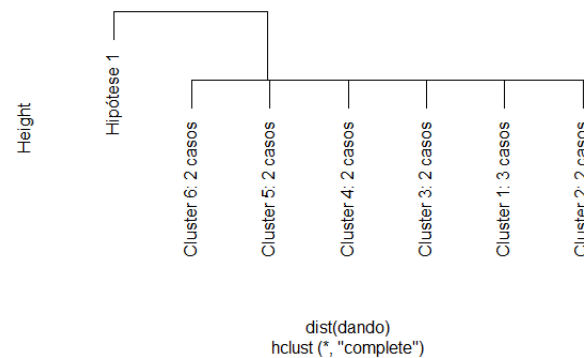 Height
Hipótese 1
Cluster 6: 2 casos
Cluster 5: 2 casos
Cluster 4: 2 casos
Cluster 3: 2 casos
Cluster 1: 3 casos
Cluster 2: 2 casos
dist(dando)
hclust (*, "complete")